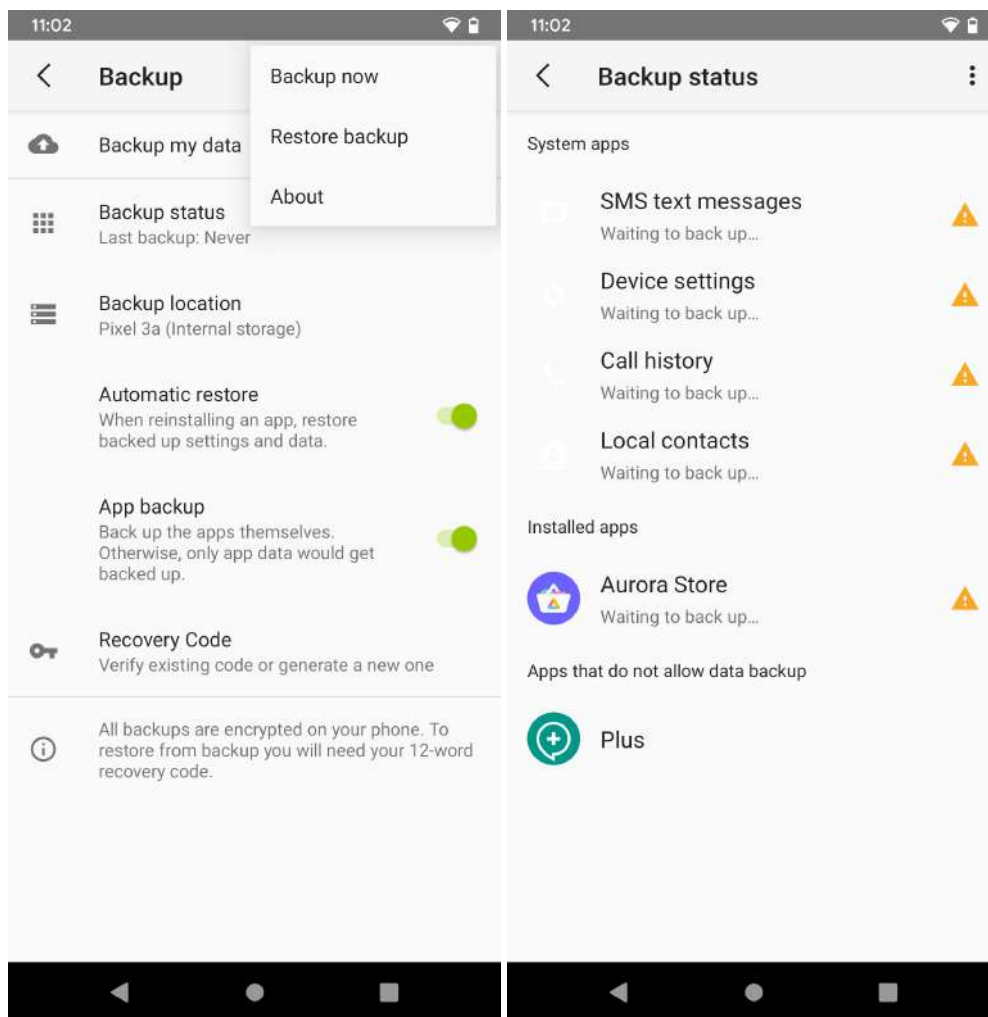 11:02
Backup
Backup now
Restore backup
About
Backup my data
Backup status
Last backup: Never
Backup location
Pixel 3a (Internal storage)
Automatic restore
When reinstalling an app, restore
backed up settings and data.
App backup
Back up the apps themselves.
Otherwise, only app data would get
backed up.
Recovery Code
Verify existing code or generate a new one
All backups are encrypted on your phone. To
restore from backup you will need your 12-word
recovery code.
11:02
Backup status
System apps
SMS text messages
Waiting to back up...
Device settings
Waiting to back up...
Call history
Waiting to back up...
Local contacts
Waiting to back up...
Installed apps
Aurora Store
Waiting to back up...
Apps that do not allow data backup
Plus